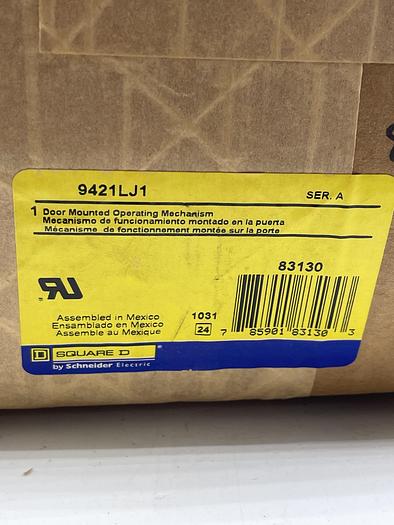 9421LJ1
SER. A
1 Door Mounted Operating Mechanism
Mecanismo de funcionamiento montado en la puerta
Mécanisme de fonctionnement montée sur la porte
83130
Assembled in Mexico
Ensamblado en Mexico
Assemble au Mexique
1031
24
7 85901 83130 3
D SQUARE D
by Schneider Electric